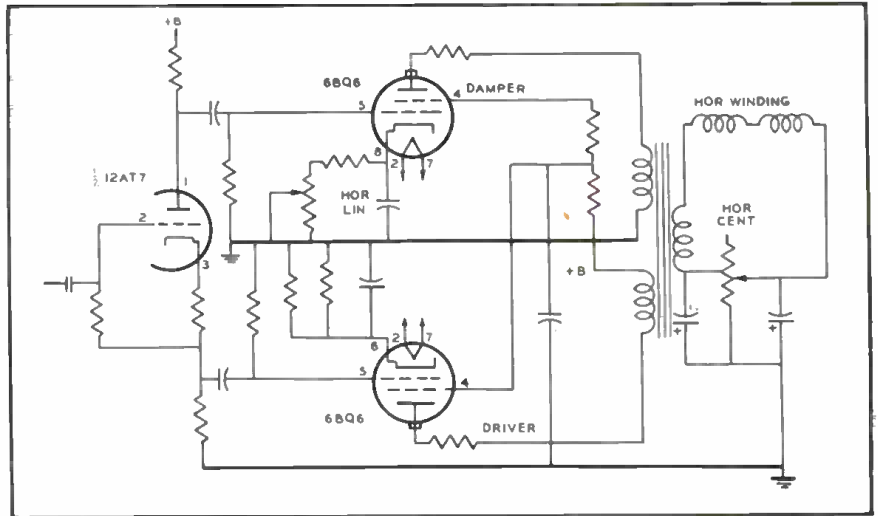 +B
6BQ6
4 DAMPER
5
HOR WINDING
1/2 12AT7
1
8
2 7
HOR
LIN
HOR
CENT
2
3
+B
8
2 7
5
4
6BQ6
DRIVER
+
+